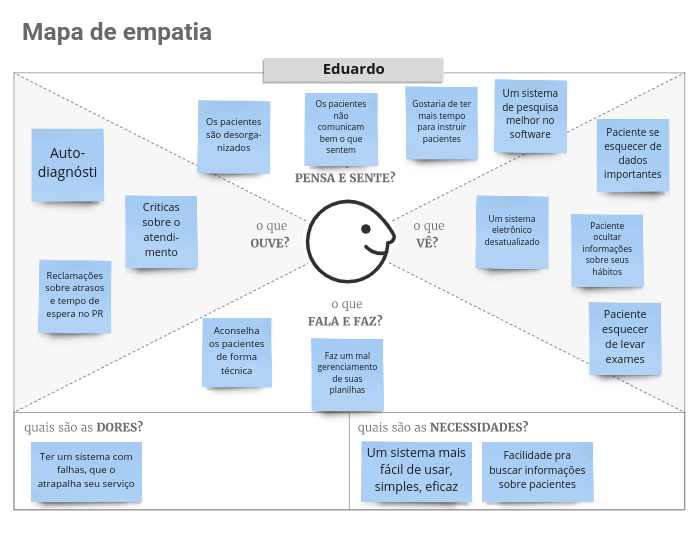 Mapa de empatia
Eduardo
Os pacientes
são desorga-
nizados
Os pacientes
não
comunicam
bem o que
sentem
Gostaria de ter
mais tempo
para instruir
pacientes
Um sistema
de pesquisa
melhor no
software
PENSA E SENTE?
Auto-
diagnósti
Criticas
sobre o
atendi-
mento
Reclamações
sobre atrasos
e tempo de
espera no PR
o que
OUVE?
o que
VÊ?
Paciente se
esquecer de
dados
importantes
Um sistema
eletrônico
desatualizado
Paciente
ocultar
informações
sobre seus
hábitos
Paciente
esquecer
de levar
exames
o que
FALA E FAZ?
Aconselha
os pacientes
de forma
técnica
Faz um mal
gerenciamento
de suas
planilhas
quais são as DORES?
Ter um sistema com
falhas, que o
atrapalha seu serviço
quais são as NECESSIDADES?
Um sistema mais
fácil de usar,
simples, eficaz
Facilidade pra
buscar informações
sobre pacientes